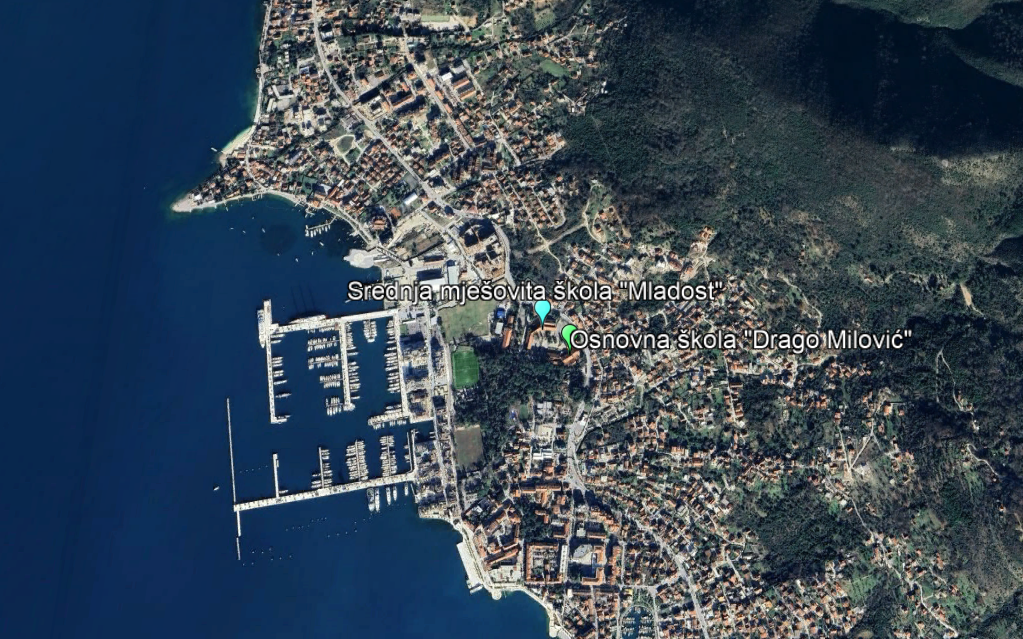 Srednja mješovita škola "Mladost"
Osnovna škola "Drago Milović"